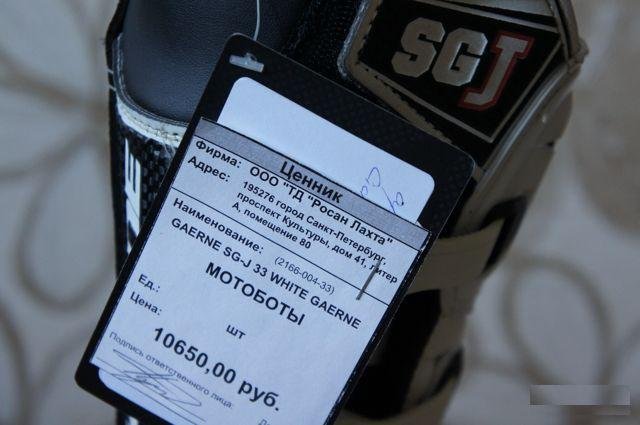 SGJ
Ценник
Фирма: ООО "ТД "Росан Лахта"
Адрес: 195276 город Санкт-Петербург,
проспект Культуры, дом 41, литер
А, помещение 80
Наименование: (2166-004-33)
GAERNE SG-J 33 WHITE GAERNE
МОТОБОТЫ
Ед.: шт
Цена: 10650,00 руб.
Подпись ответственного лица: